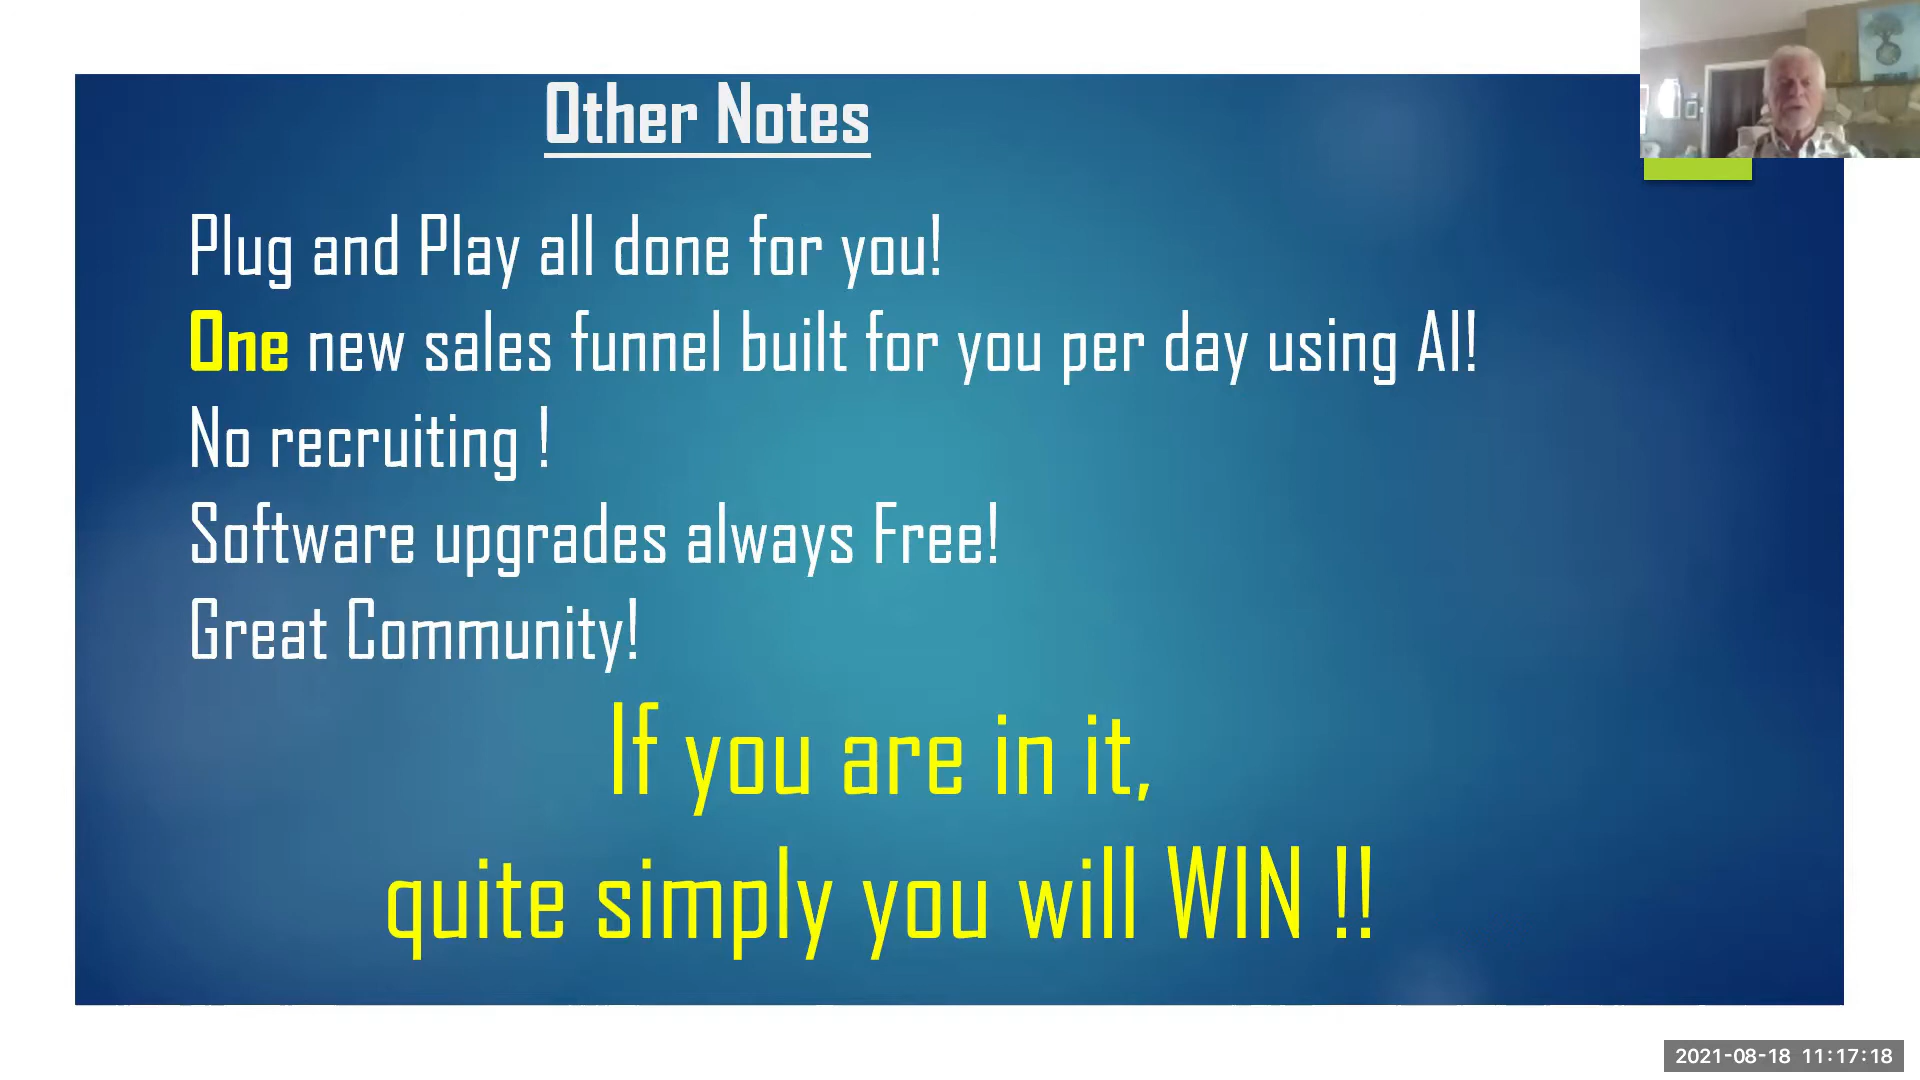 Other Notes
Plug and Play all done for you!
One new sales funnel built for you per day using AI!
No recruiting !
Software upgrades always Free!
Great Community!
If you are in it,
quite simply you will WIN !!
2021-08-18 11:17:18